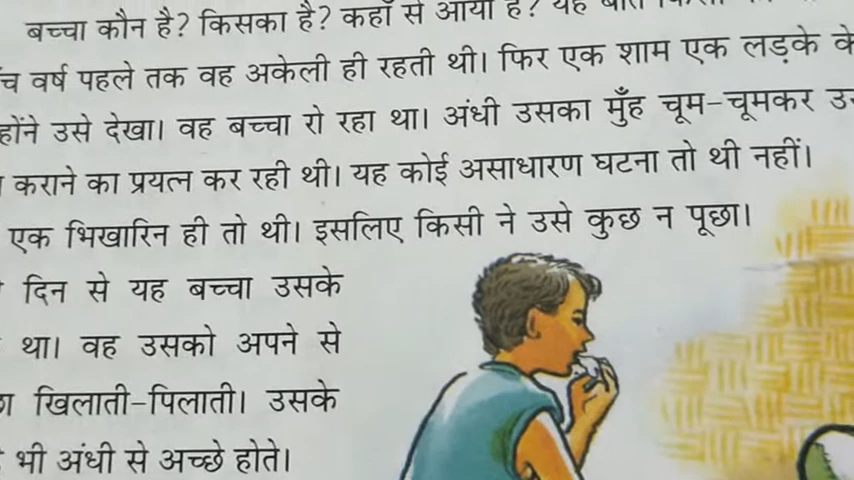 बच्चा कौन है? किसका है? कहाँ से आया है? यह बात
वर्ष पहले तक वह अकेली ही रहती थी। फिर एक शाम एक लड़के के
उसे देखा। वह बच्चा रो रहा था। अंधी उसका मुँह चूम-चूमकर
कराने का प्रयत्न कर रही थी। यह कोई असाधारण घटना तो थी नहीं।
एक भिखारिन ही तो थी। इसलिए किसी ने उसे कुछ न पूछा।
दिन से यह बच्चा उसके
था। वह उसको अपने से
खिलाती-पिलाती। उसके
भी अंधी से अच्छे होते।